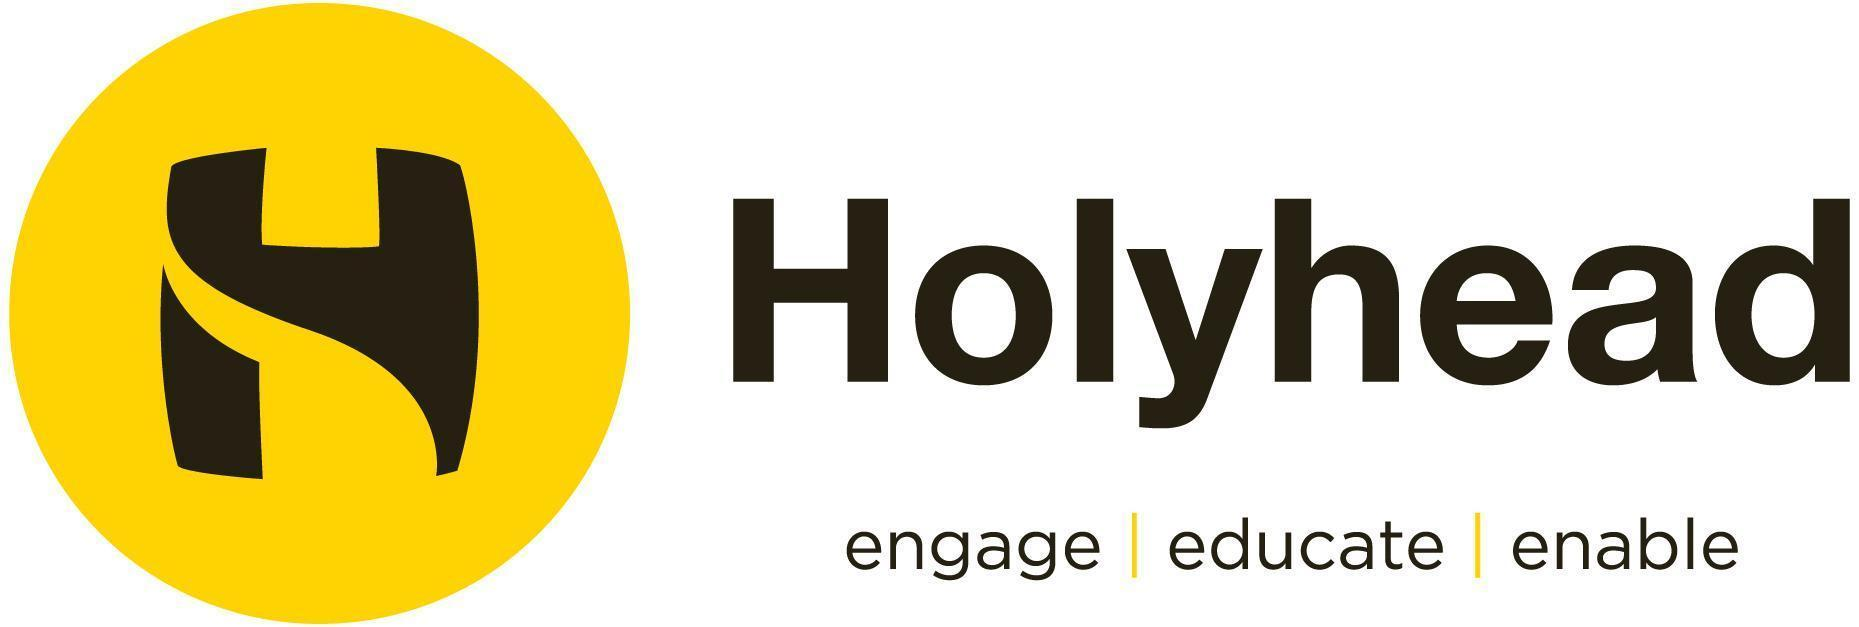 H
Holyhead
engage | educate | enable